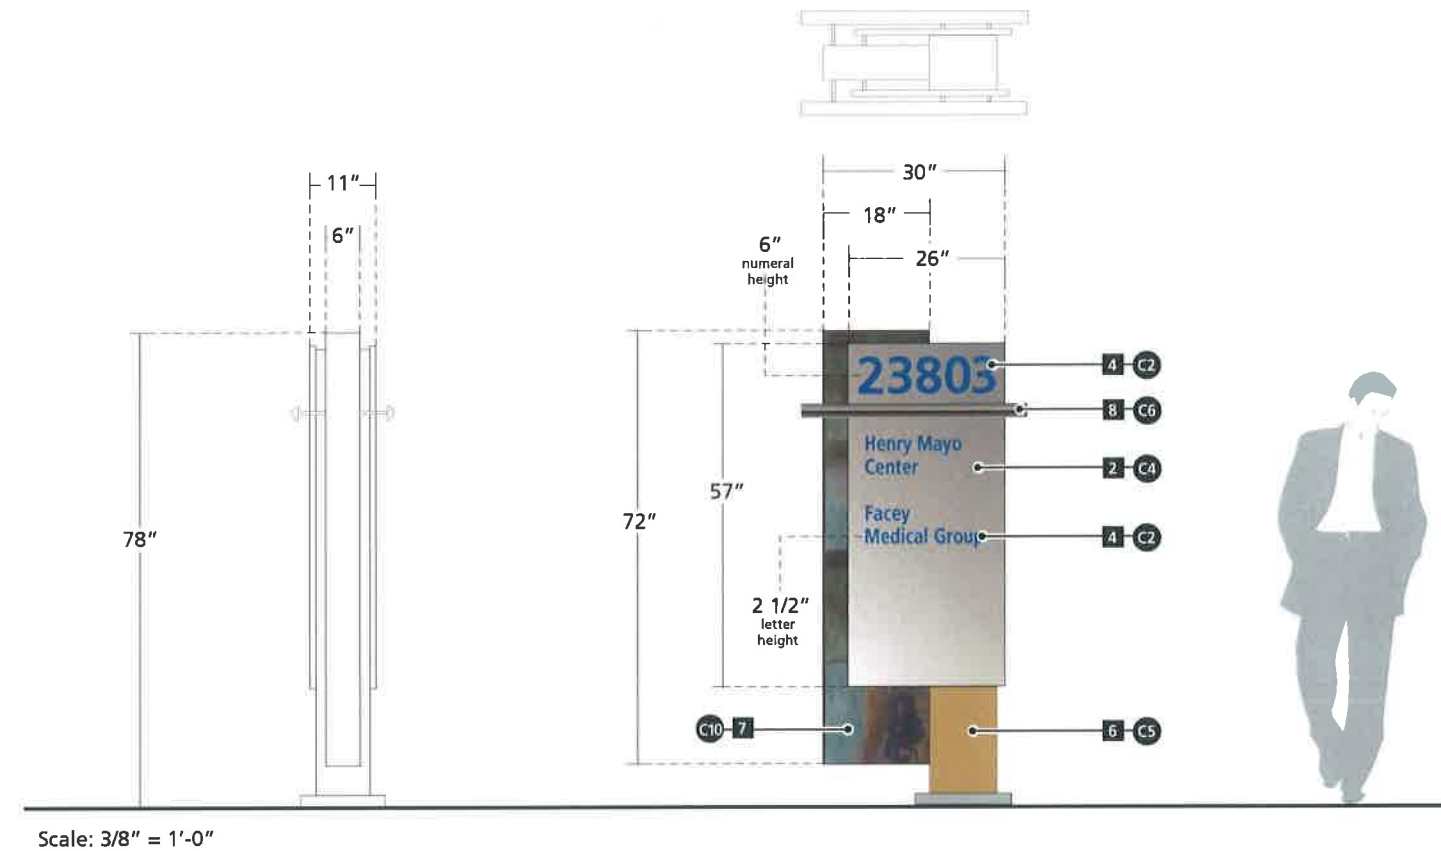 30″
11″
18″
6″
6″
numeral
height
26″
23803
4 C2
8 C6
Henry Mayo
Center
2 C4
57″
72″
Facey
Medical Group
4 C2
78″
2 1/2″
letter
height
C10 7
6 C5
Scale: 3/8″ = 1′-0″